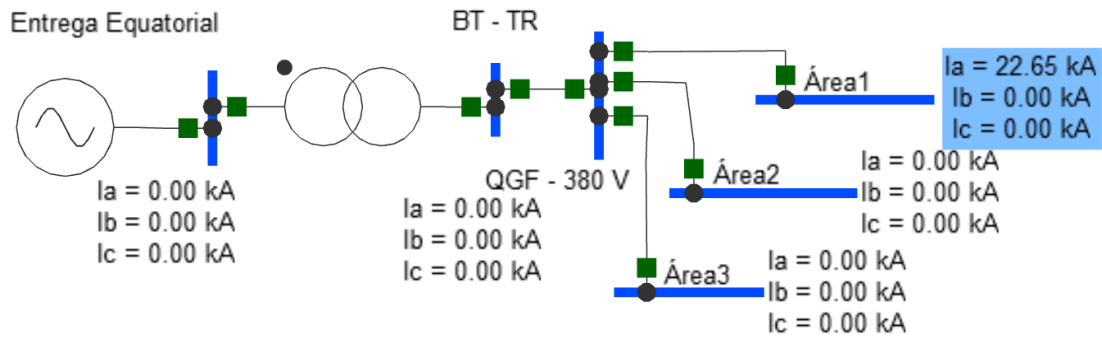 Entrega Equatorial
BT - TR
Área1
Ia = 22.65 kA
Ib = 0.00 kA
Ic = 0.00 kA
QGF - 380 V
Área2
Ia = 0.00 kA
Ib = 0.00 kA
Ic = 0.00 kA
Ia = 0.00 kA
Ib = 0.00 kA
Ic = 0.00 kA
Ia = 0.00 kA
Ib = 0.00 kA
Ic = 0.00 kA
Área3
Ia = 0.00 kA
Ib = 0.00 kA
Ic = 0.00 kA